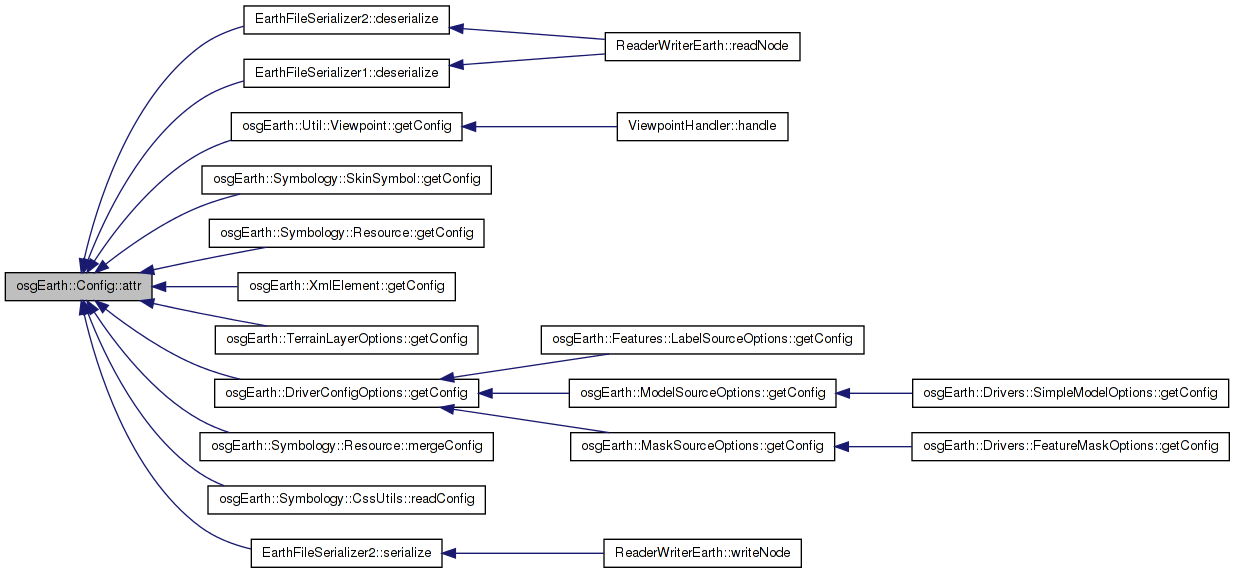 EarthFileSerializer2::deserialize
ReaderWriterEarth::readNode
EarthFileSerializer1::deserialize
osgEarth::Util::Viewpoint::getConfig
ViewpointHandler::handle
osgEarth::Symbology::SkinSymbol::getConfig
osgEarth::Symbology::Resource::getConfig
osgEarth::Config::attr
osgEarth::XmlElement::getConfig
osgEarth::TerrainLayerOptions::getConfig
osgEarth::Features::LabelSourceOptions::getConfig
osgEarth::DriverConfigOptions::getConfig
osgEarth::ModelSourceOptions::getConfig
osgEarth::Drivers::SimpleModelOptions::getConfig
osgEarth::Symbology::Resource::mergeConfig
osgEarth::MaskSourceOptions::getConfig
osgEarth::Drivers::FeatureMaskOptions::getConfig
osgEarth::Symbology::CssUtils::readConfig
EarthFileSerializer2::serialize
ReaderWriterEarth::writeNode